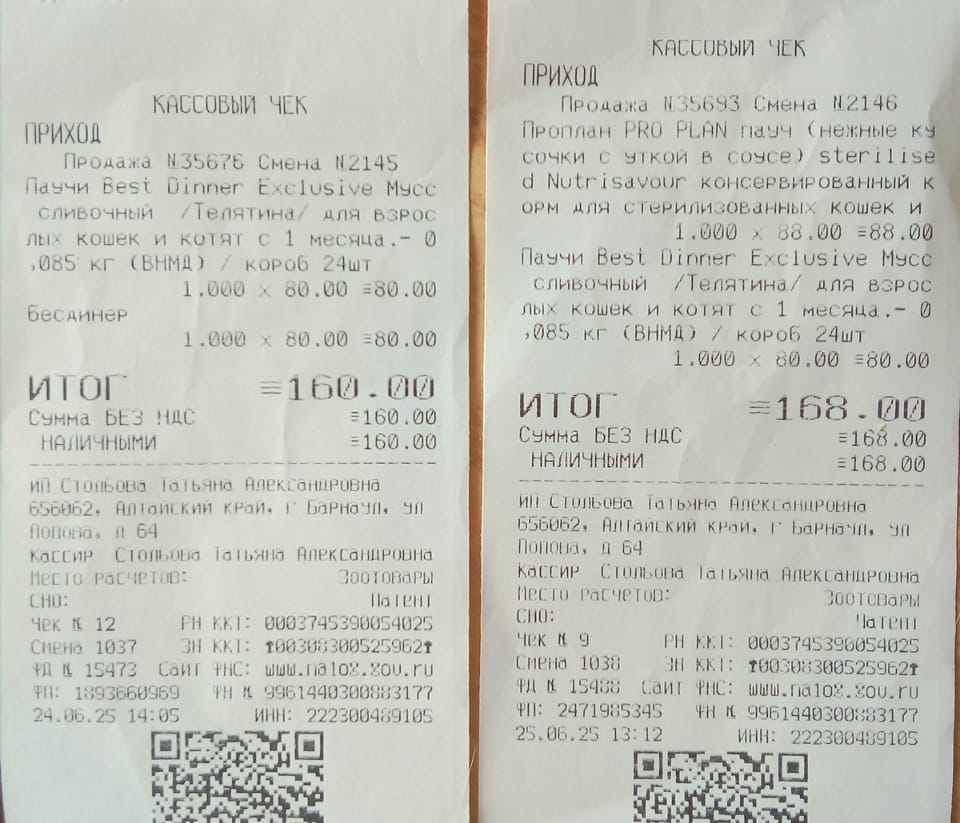 КАССОВЫЙ ЧЕК
ПРИХОД
Продажа №35676 Смена №2145
Паучи Best Dinner Exclusive Мусс
сливочный /Телятина/ для взрос
лых кошек и котят с 1 месяца.- 0
,085 кг (ВНМД) / короб 24шт
1.000 x 80.00 =80.00
бесдинер
1.000 x 80.00 =80.00
ИТОГ =160.00
Сумма БЕЗ НДС =160.00
НАЛИЧНЫМИ =160.00
ИП Стольова Татьяна Александровна
656062, Алтайский край, г Барнаул, ул
Попова, д 64
Кассир Стольова Татьяна Александровна
Место расчетов: Зоотовары
СНО: Патент
Чек № 12 РН ККТ: 0003745390054025
Смена 1037 ЗН ККТ: 00308300525962
ФД № 15473 Сайт ФНС: www.nalog.gov.ru
ФП: 1893660969 ФН № 9961440300883177
24.06.25 14:05 ИНН: 222300489105
КАССОВЫЙ ЧЕК
ПРИХОД
Продажа №35693 Смена №2146
Проплан PRO PLAN пауч (нежные ку
сочки с уткой в соусе) sterilise
d Nutrisavour консервированный к
орм для стерилизованных кошек и
1.000 x 88.00 =88.00
Паучи Best Dinner Exclusive Мусс
сливочный /Телятина/ для взрос
лых кошек и котят с 1 месяца.- 0
,085 кг (ВНМД) / короб 24шт
1.000 x 80.00 =80.00
ИТОГ =168.00
Сумма БЕЗ НДС =168.00
НАЛИЧНЫМИ =168.00
ИП Стольова Татьяна Александровна
656062, Алтайский край, г Барнаул, ул
Попова, д 64
Кассир Стольова Татьяна Александровна
Место расчетов: Зоотовары
СНО: Патент
Чек № 9 РН ККТ: 0003745390054025
Смена 1038 ЗН ККТ: 00308300525962
ФД № 15488 Сайт ФНС: www.nalog.gov.ru
ФП: 2471985345 ФН № 9961440300883177
25.06.25 13:12 ИНН: 222300489105